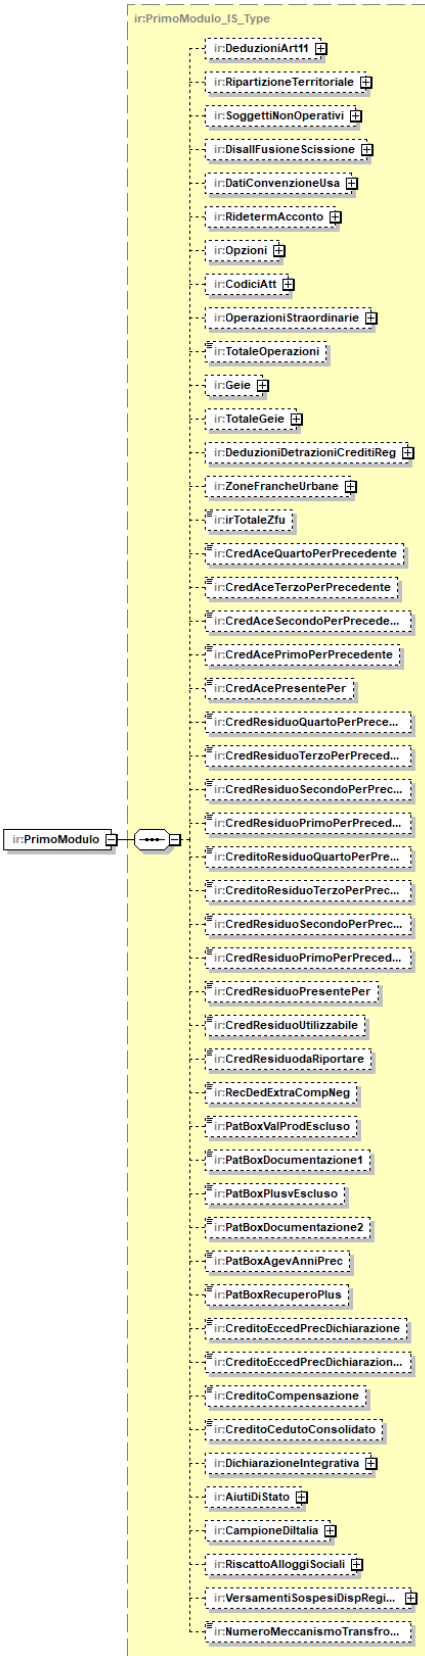 ir:PrimoModulo_IS_Type
ir:DeduzioniArt11
ir:RipartizioneTerritoriale
ir:SoggettiNonOperativi
ir:DisallFusioneScissione
ir:DatiConvenzioneUsa
ir:RidetermAcconto
ir:Opzioni
ir:CodiciAtt
ir:OperazioniStraordinarie
ir:TotaleOperazioni
ir:Geie
ir:TotaleGeie
ir:DeduzioniDetrazioniCreditiReg
ir:ZoneFrancheUrbane
ir:irTotaleZfu
ir:CredAceQuartoPerPrecedente
ir:CredAceTerzoPerPrecedente
ir:CredAceSecondoPerPrecede...
ir:CredAcePrimoPerPrecedente
ir:CredAcePresentePer
ir:CredResiduoQuartoPerPrece...
ir:CredResiduoTerzoPerPreced...
ir:CredResiduoSecondoPerPrec...
ir:CredResiduoPrimoPerPreced...
ir:PrimoModulo
ir:CreditoResiduoQuartoPerPre...
ir:CreditoResiduoTerzoPerPrec...
ir:CredResiduoSecondoPerPrec...
ir:CredResiduoPrimoPerPreced...
ir:CredResiduoPresentePer
ir:CredResiduoUtilizzabile
ir:CredResiduodaRiportare
ir:RecDedExtraCompNeg
ir:PatBoxValProdEscluso
ir:PatBoxDocumentazione1
ir:PatBoxPlusvEscluso
ir:PatBoxDocumentazione2
ir:PatBoxAgevAnniPrec
ir:PatBoxRecuperoPlus
ir:CreditoEccedPrecDichiarazione
ir:CreditoEccedPrecDichiarazion...
ir:CreditoCompensazione
ir:CreditoCedutoConsolidato
ir:DichiarazioneIntegrativa
ir:AiutiDiStato
ir:CampioneDiItalia
ir:RiscattoAlloggiSociali
ir:VersamentiSospesiDispRegi...
ir:NumeroMeccanismoTransfro...